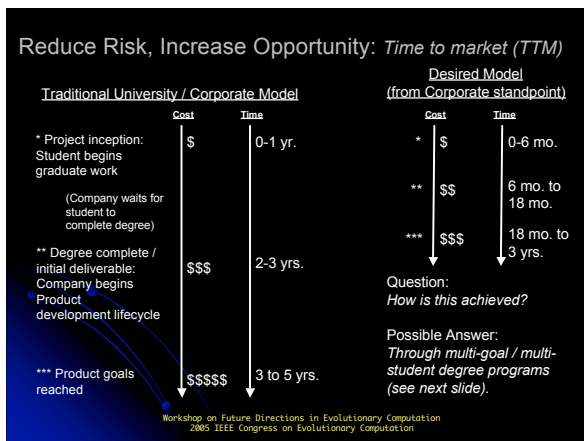 Reduce Risk, Increase Opportunity: Time to market (TTM)
Traditional University / Corporate Model
Cost Time
* Project inception: $ 0-1 yr.
Student begins
graduate work
(Company waits for
student to
complete degree)
** Degree complete /
initial deliverable: $$$ 2-3 yrs.
Company begins
Product
development lifecycle
*** Product goals $$$$$ 3 to 5 yrs.
reached
Desired Model
(from Corporate standpoint)
Cost Time
* $ 0-6 mo.
** $$ 6 mo. to
18 mo.
*** $$$ 18 mo. to
3 yrs.
Question:
How is this achieved?
Possible Answer:
Through multi-goal / multi-
student degree programs
(see next slide).
Workshop on Future Directions in Evolutionary Computation
2005 IEEE Congress on Evolutionary Computation